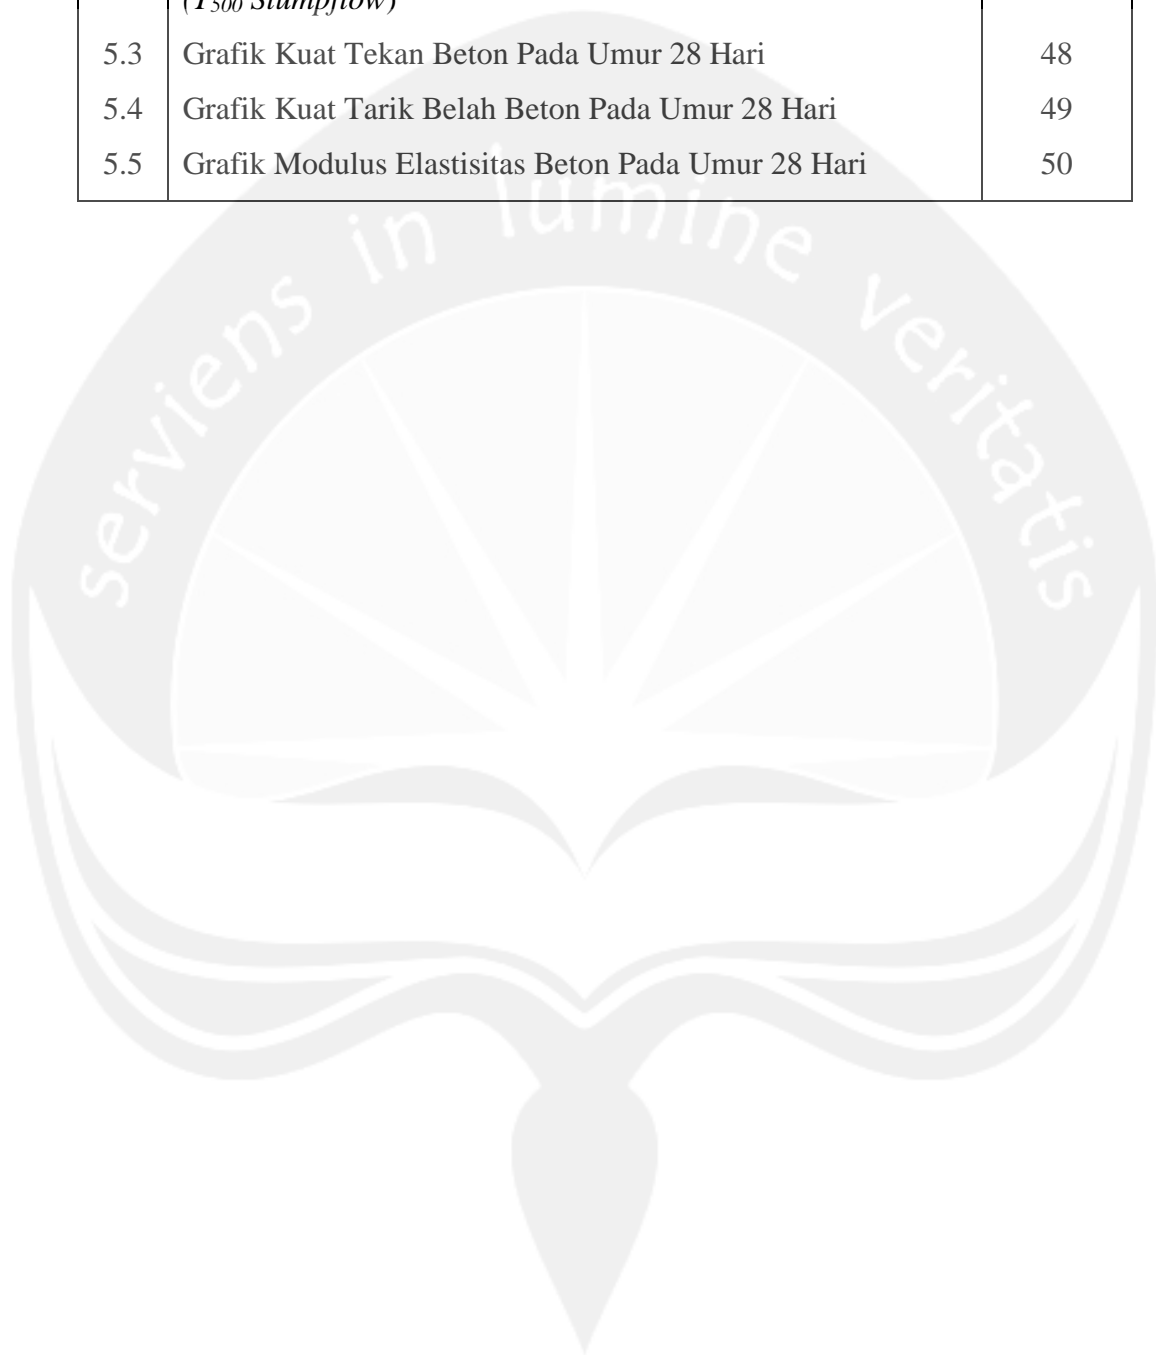 (T500 Slumpflow)
5.3 Grafik Kuat Tekan Beton Pada Umur 28 Hari 48
5.4 Grafik Kuat Tarik Belah Beton Pada Umur 28 Hari 49
5.5 Grafik Modulus Elastisitas Beton Pada Umur 28 Hari 50
serviens in lumine veritatis